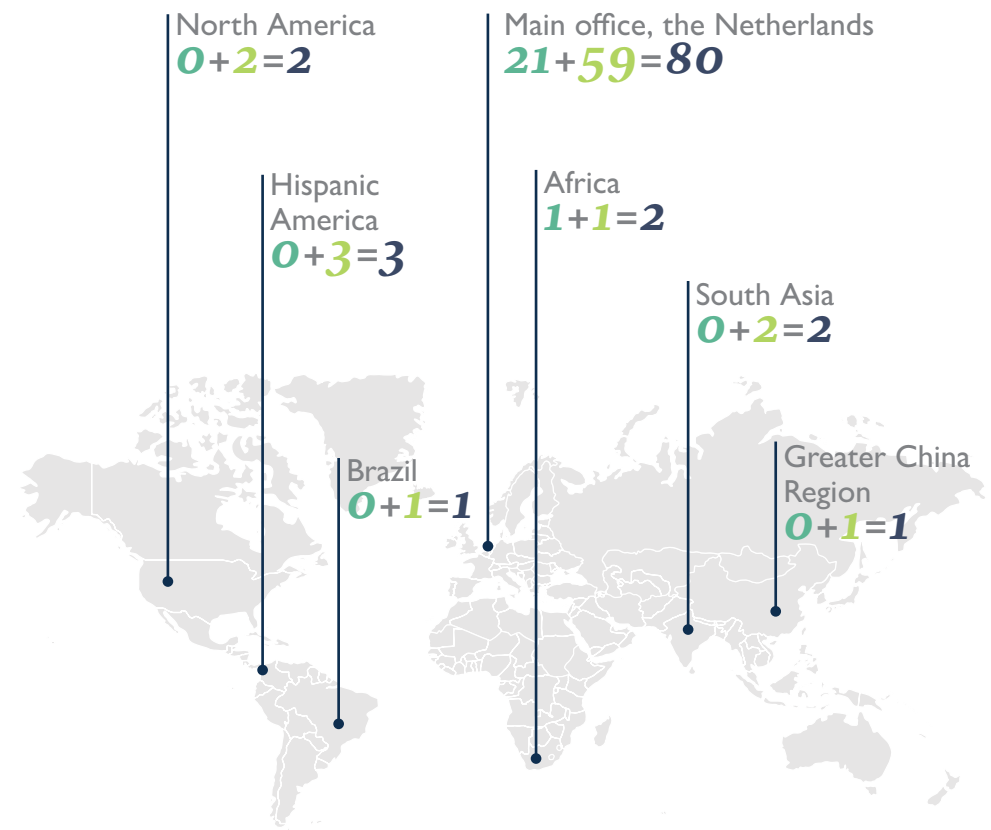 North America
0+2=2
Main office, the Netherlands
21+59=80
Hispanic
America
0+3=3
Africa
1+1=2
South Asia
0+2=2
Brazil
0+1=1
Greater China
Region
0+1=1